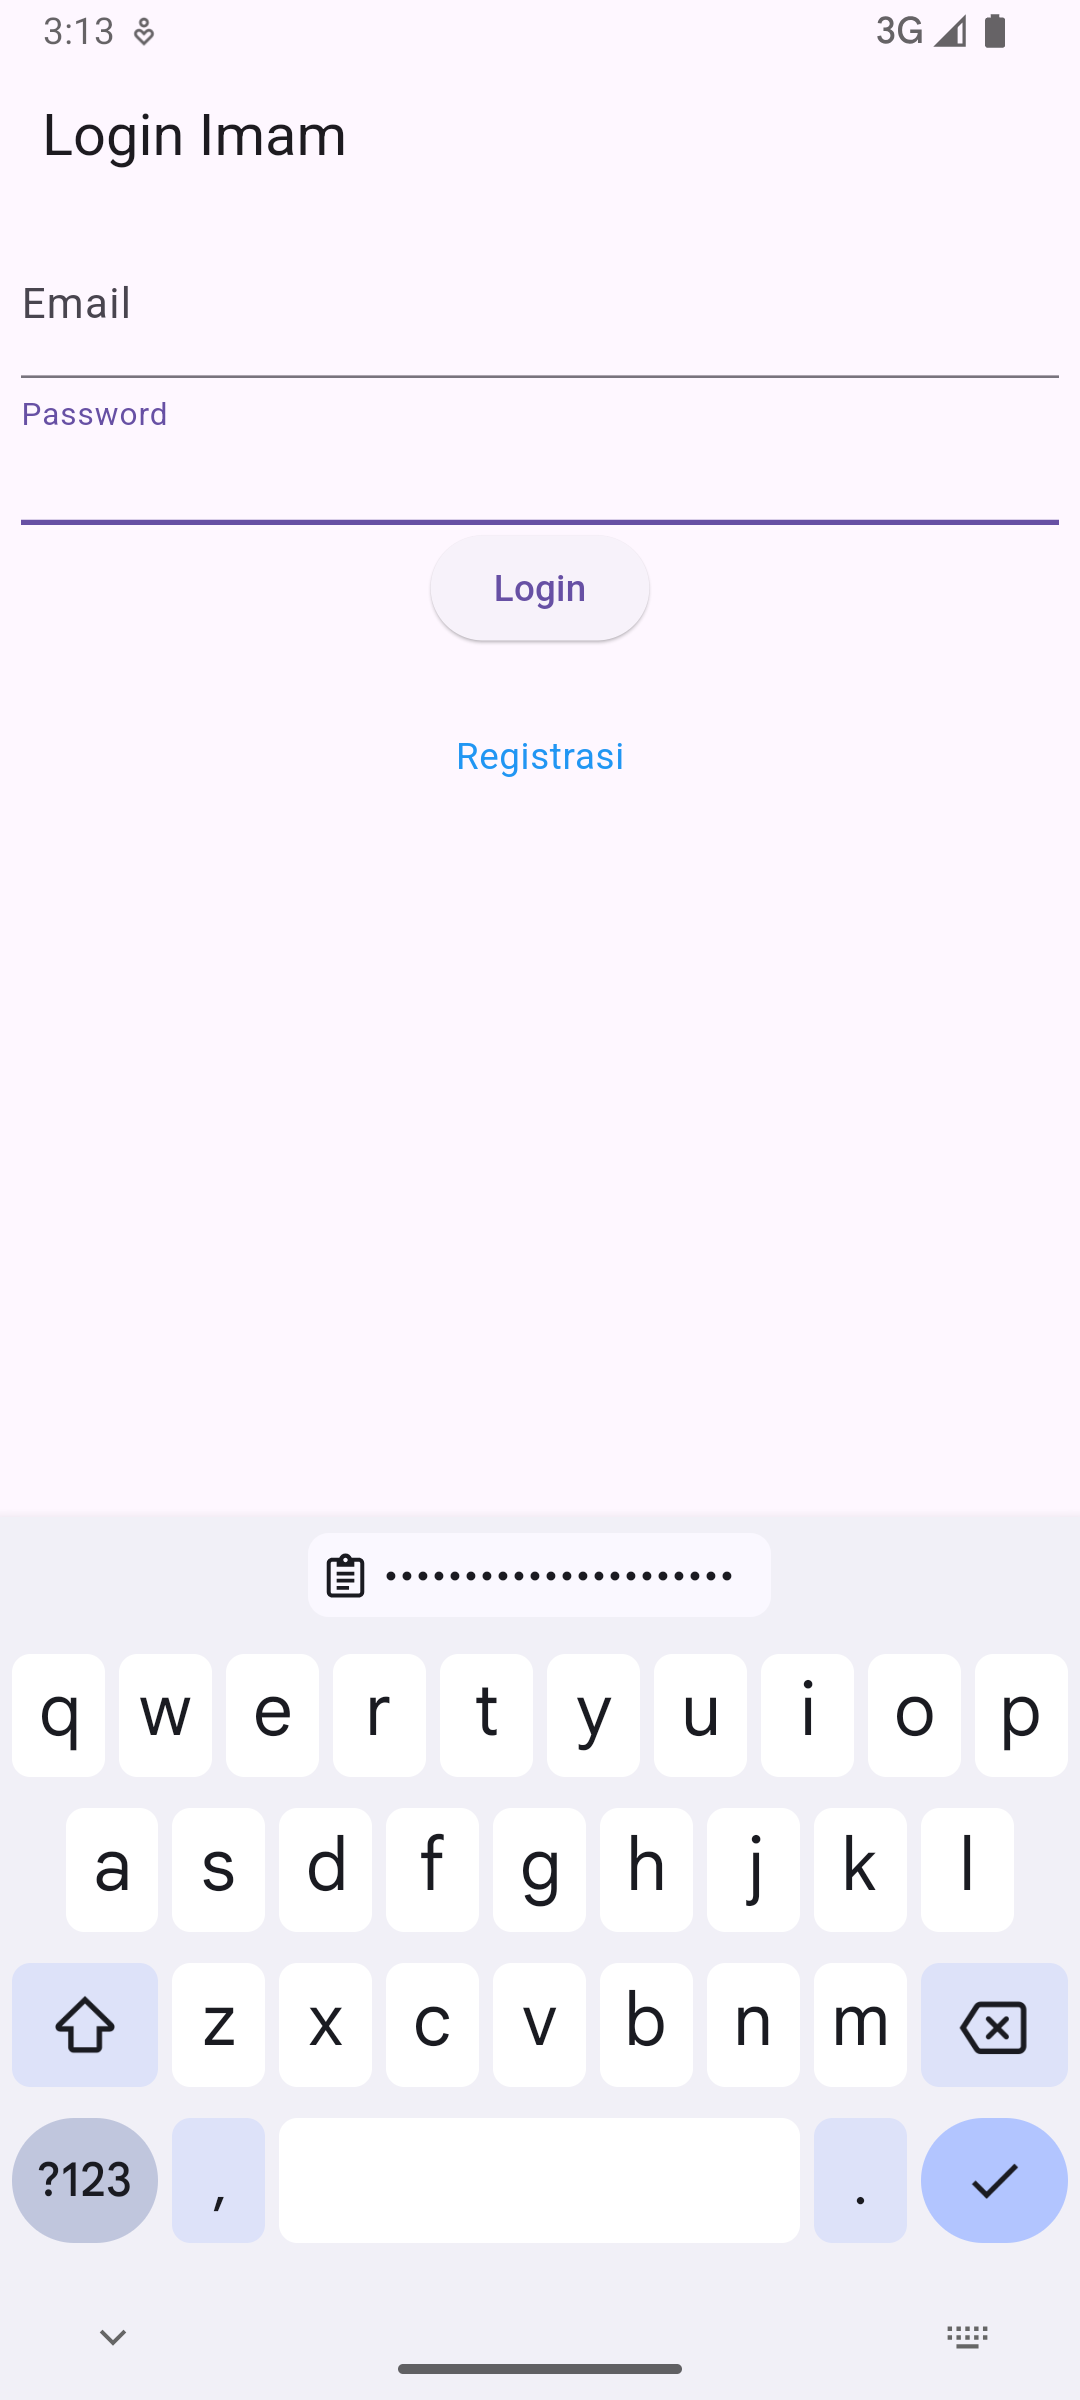 3:13 3G
Login Imam
Email
Password
Login
Registrasi
••••••••••••••••••••••
q w e r t y u i o p
a s d f g h j k l
z x c v b n m
?123 , .